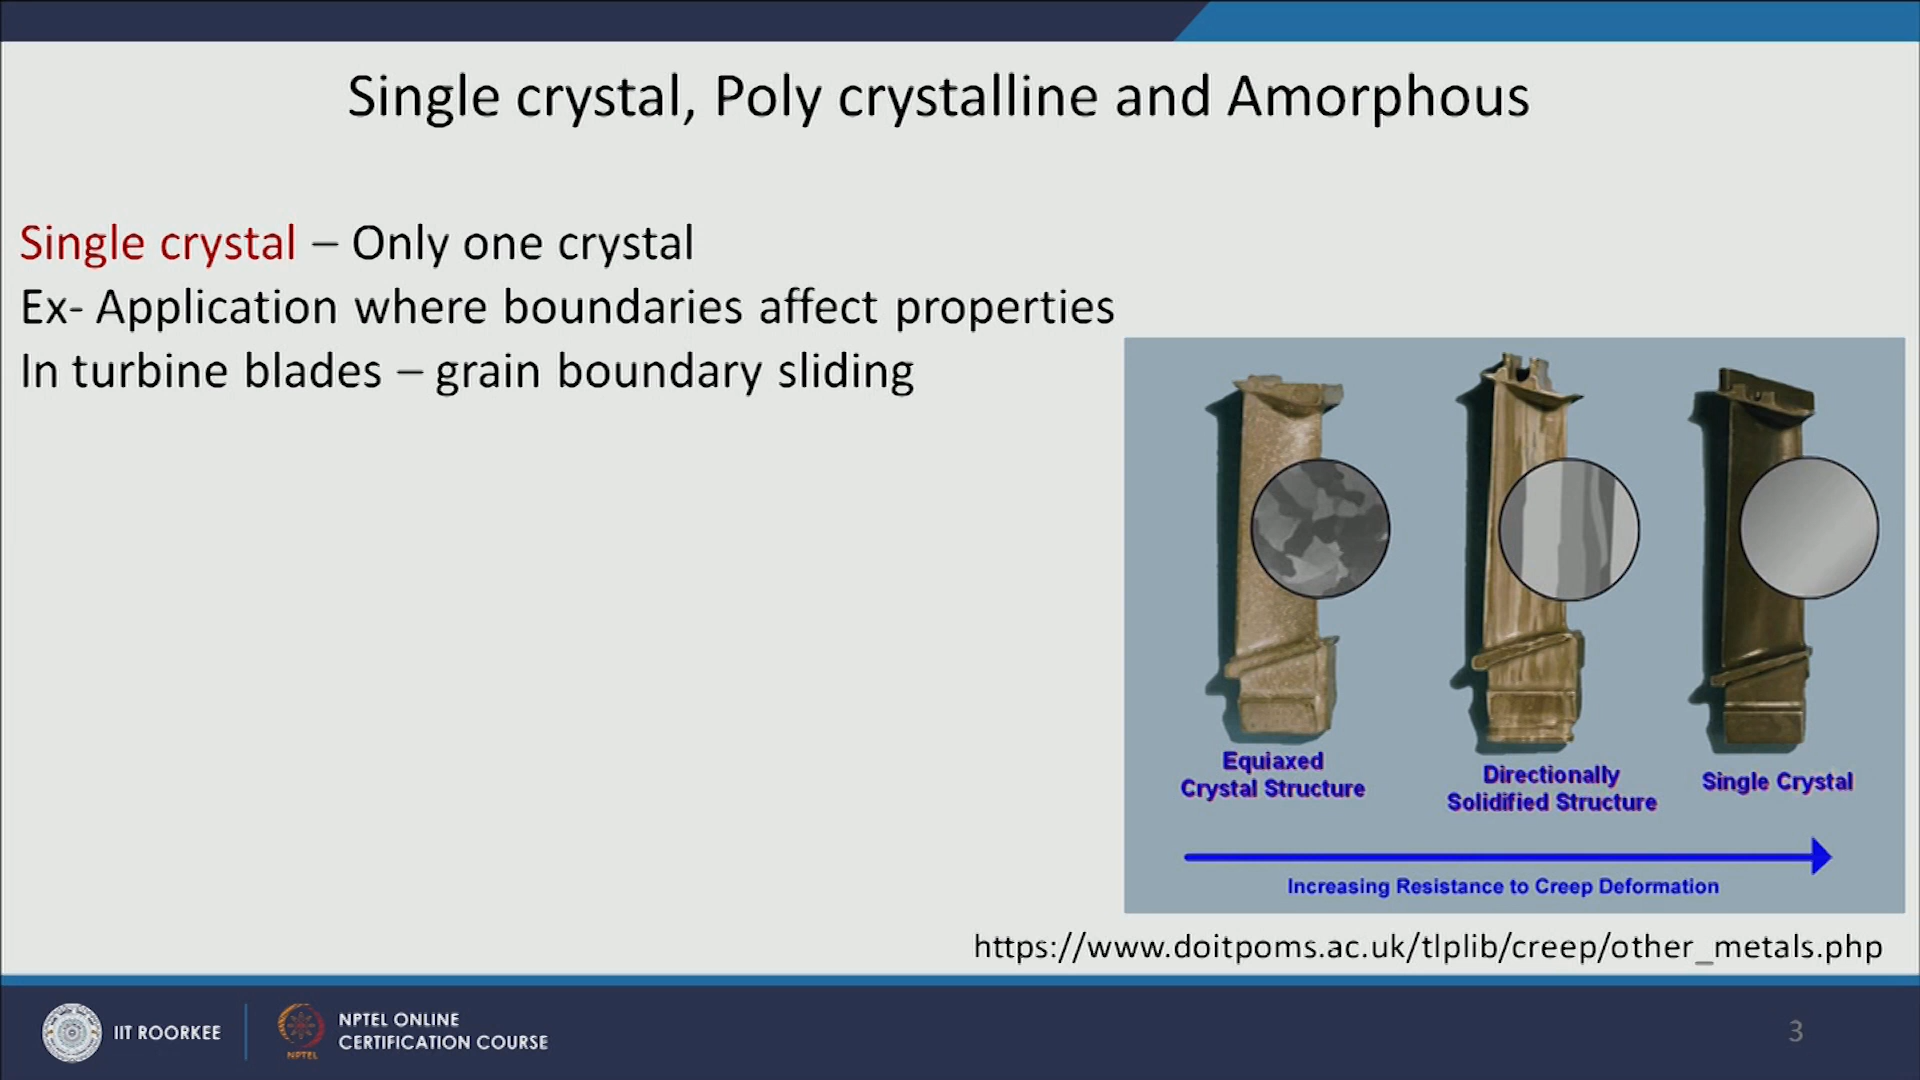 Single crystal, Poly crystalline and Amorphous
Single crystal – Only one crystal
Ex- Application where boundaries affect properties
In turbine blades – grain boundary sliding
Equiaxed
Crystal Structure
Directionally
Solidified Structure
Single Crystal
Increasing Resistance to Creep Deformation
https://www.doitpoms.ac.uk/tlplib/creep/other_metals.php
IIT ROORKEE
NPTEL
NPTEL ONLINE
CERTIFICATION COURSE
3